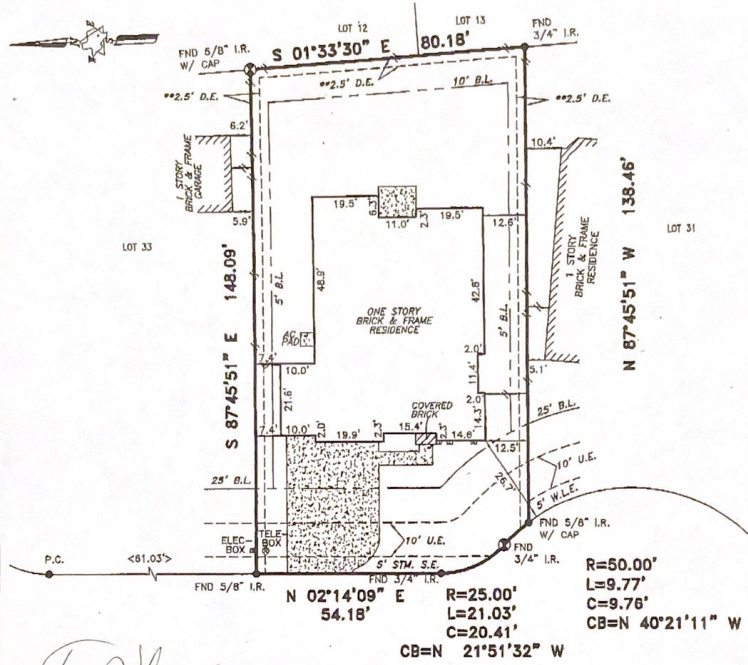 LOT 12
LOT 13
FND 5/8" I.R.
W/ CAP
S 01°33'30" E 80.18'
FND
3/4" I.R.
**2.5' D.E.
**2.5' D.E.
10' B.L.
**2.5' D.E.
6.2'
10.4'
1 STORY
BRICK & FRAME
GARAGE
5.9'
19.5'
6.3'
11.0'
2.3'
19.5'
12.6'
LOT 33
LOT 31
1 STORY
BRICK & FRAME
RESIDENCE
N 87°45'51" W 138.46'
S 87°45'51" E 148.09'
5' B.L.
48.9'
42.8'
5' B.L.
ONE STORY
BRICK & FRAME
RESIDENCE
AC
PAD
7.4'
10.0'
2.0'
11.4'
5.1'
21.6'
2.0'
14.3'
COVERED
BRICK
25' B.L.
7.4'
10.0'
2.0'
19.9'
2.3'
15.4'
2.3'
14.6'
12.5'
26.7'
10' U.E.
5' W.L.E.
25' B.L.
FND 5/8" I.R.
W/ CAP
ELEC-
BOX
TELE-
BOX
10' U.E.
FND
3/4" I.R.
5' STM. S.E.
P.C.
<61.03'>
FND 5/8" I.R.
FND 3/4" I.R.
N 02°14'09" E
54.18'
R=25.00'
L=21.03'
C=20.41'
CB=N 21°51'32" W
R=50.00'
L=9.77'
C=9.76'
CB=N 40°21'11" W